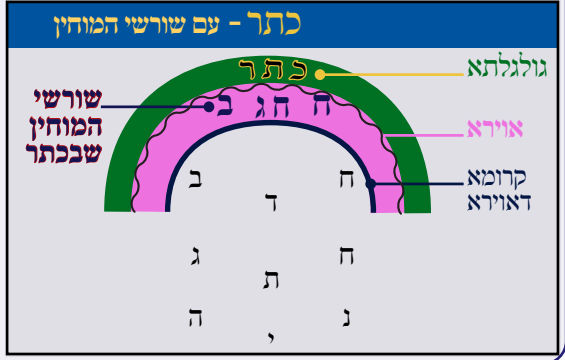 כתר - עם שורשי המוחין
גולגלתא
כתר
שורשי
המוחין
שבכתר
ח ח ג ב
אוירא
קרומא
דאוירא
ח ב
ד
ח ג
ת
נ ה
י